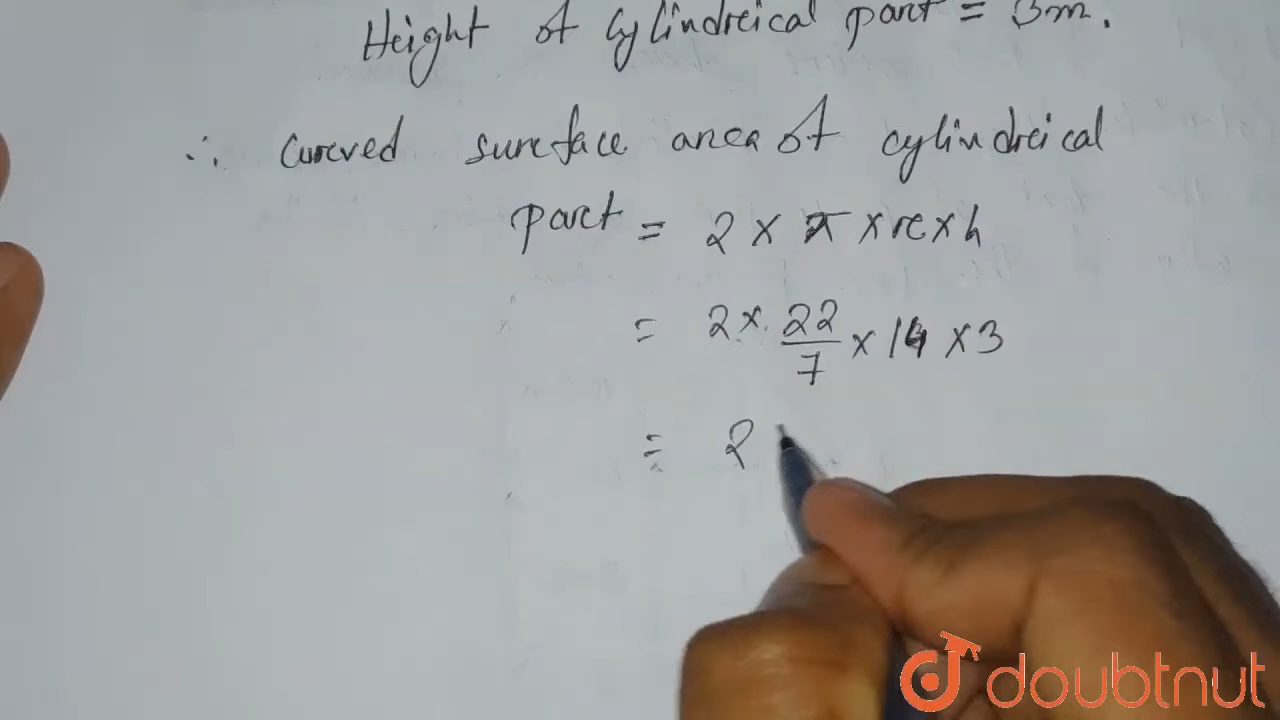 Height of Cylindrical part = 3m.
∴ Curved surface area of cylindrical
part = 2 × π × r × h
= 2 × 22/7 × 14 × 3
= 2
doubtnut